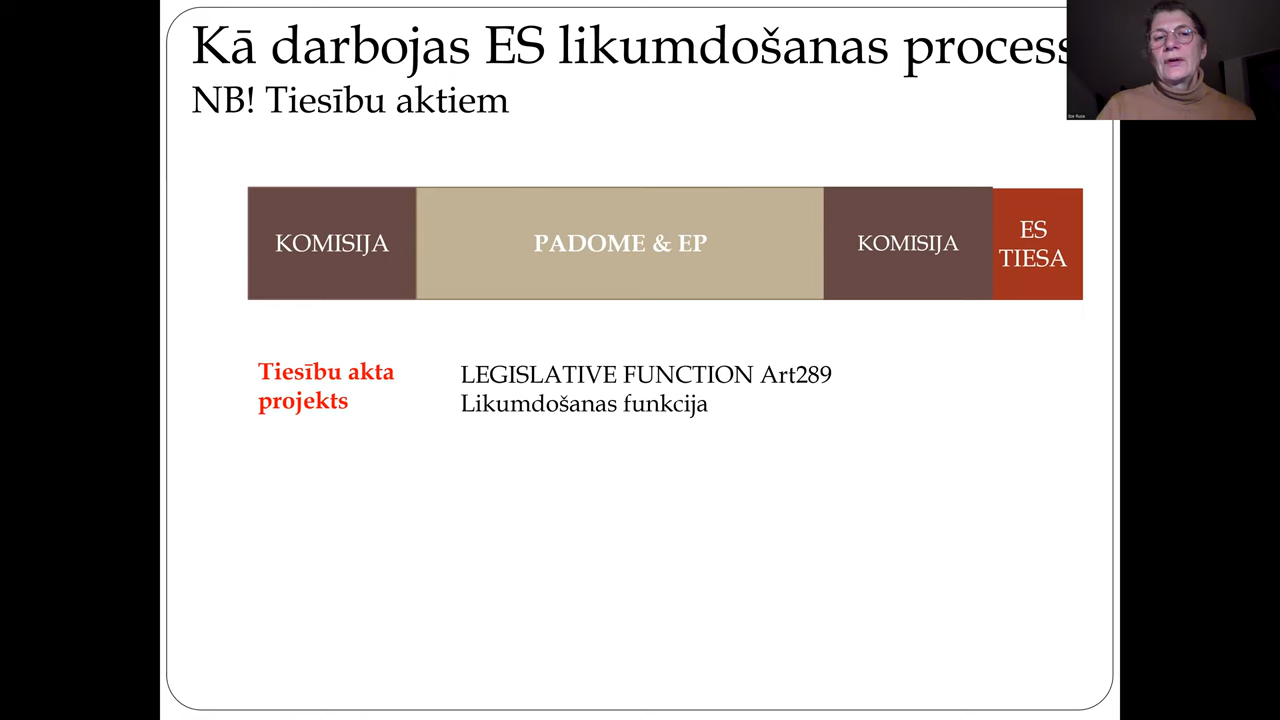 Kā darbojas ES likumdošanas process
NB! Tiesību aktiem
KOMISIJA
PADOME & EP
KOMISIJA
ES
TIESA
Tiesību akta
projekts
LEGISLATIVE FUNCTION Art289
Likumdošanas funkcija